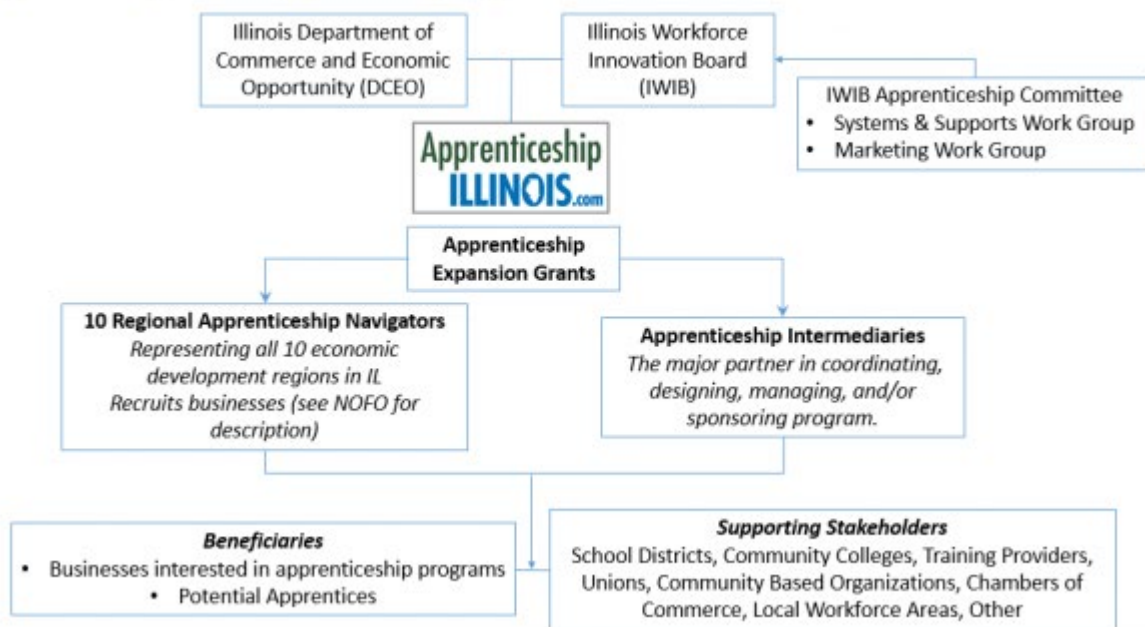 Illinois Department of
Commerce and Economic
Opportunity (DCEO)
Illinois Workforce
Innovation Board
(IWIB)
IWIB Apprenticeship Committee
• Systems & Supports Work Group
• Marketing Work Group
Apprenticeship
ILLINOIS.com
Apprenticeship
Expansion Grants
10 Regional Apprenticeship Navigators
Representing all 10 economic
development regions in IL
Recruits businesses (see NOFO for
description)
Apprenticeship Intermediaries
The major partner in coordinating,
designing, managing, and/or
sponsoring program.
Beneficiaries
• Businesses interested in apprenticeship programs
• Potential Apprentices
Supporting Stakeholders
School Districts, Community Colleges, Training Providers,
Unions, Community Based Organizations, Chambers of
Commerce, Local Workforce Areas, Other